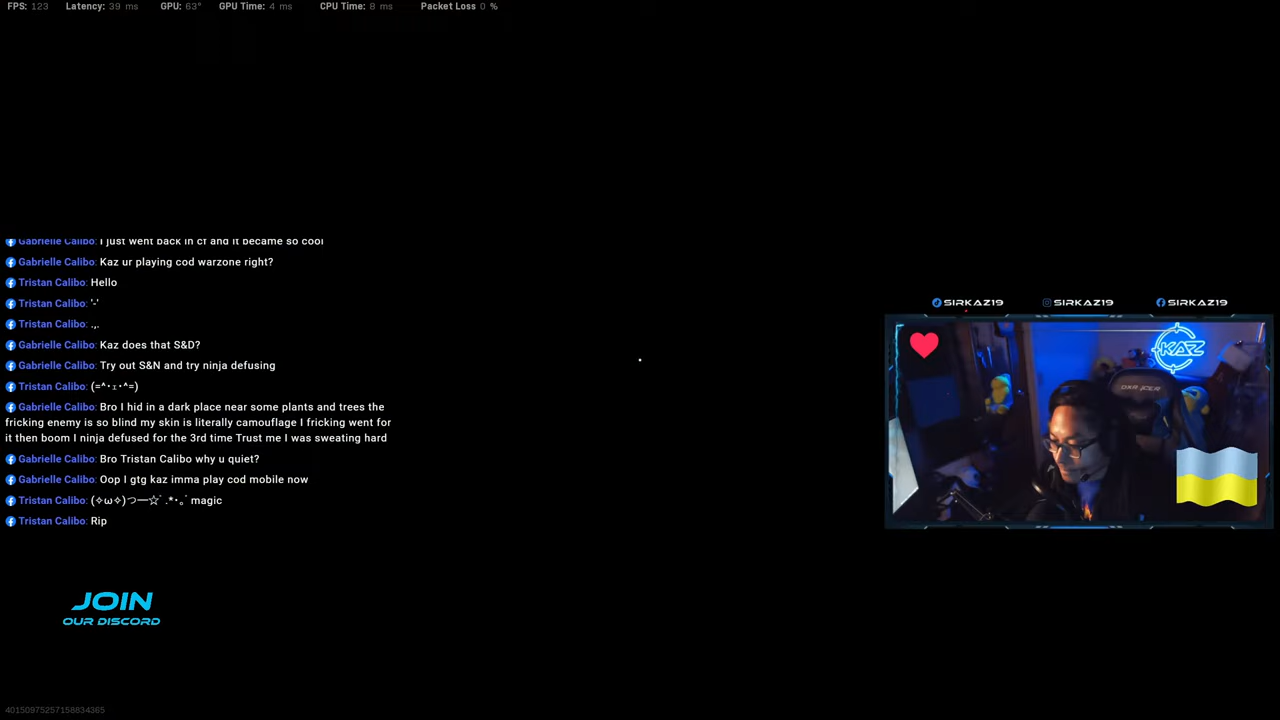 FPS: 123 Latency: 39 ms GPU: 63° GPU Time: 4 ms CPU Time: 8 ms Packet Loss 0 %
Gabrielle Calibo: I just went back in cf and it became so cool
Gabrielle Calibo: Kaz ur playing cod warzone right?
Tristan Calibo: Hello
Tristan Calibo: '-'
Tristan Calibo: .,.
Gabrielle Calibo: Kaz does that S&D?
Gabrielle Calibo: Try out S&N and try ninja defusing
Tristan Calibo: (=^･ｪ･^=)
Gabrielle Calibo: Bro I hid in a dark place near some plants and trees the
fricking enemy is so blind my skin is literally camouflage I fricking went for
it then boom I ninja defused for the 3rd time Trust me I was sweating hard
Gabrielle Calibo: Bro Tristan Calibo why u quiet?
Gabrielle Calibo: Oop I gtg kaz imma play cod mobile now
Tristan Calibo: (✧ω✧)つ━☆ﾟ.*･｡ﾟmagic
Tristan Calibo: Rip
SIRKAZ19 SIRKAZ19 SIRKAZ19
KAZ
DXRACER
JOIN
OUR DISCORD
40150975257158834365